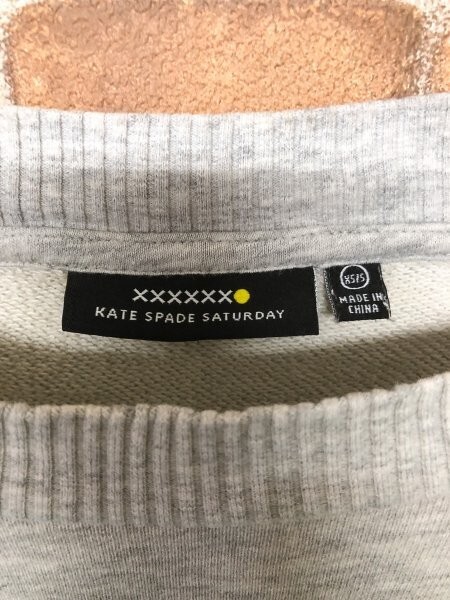 xxxxxx
KATE SPADE SATURDAY
XS/S
MADE IN
CHINA